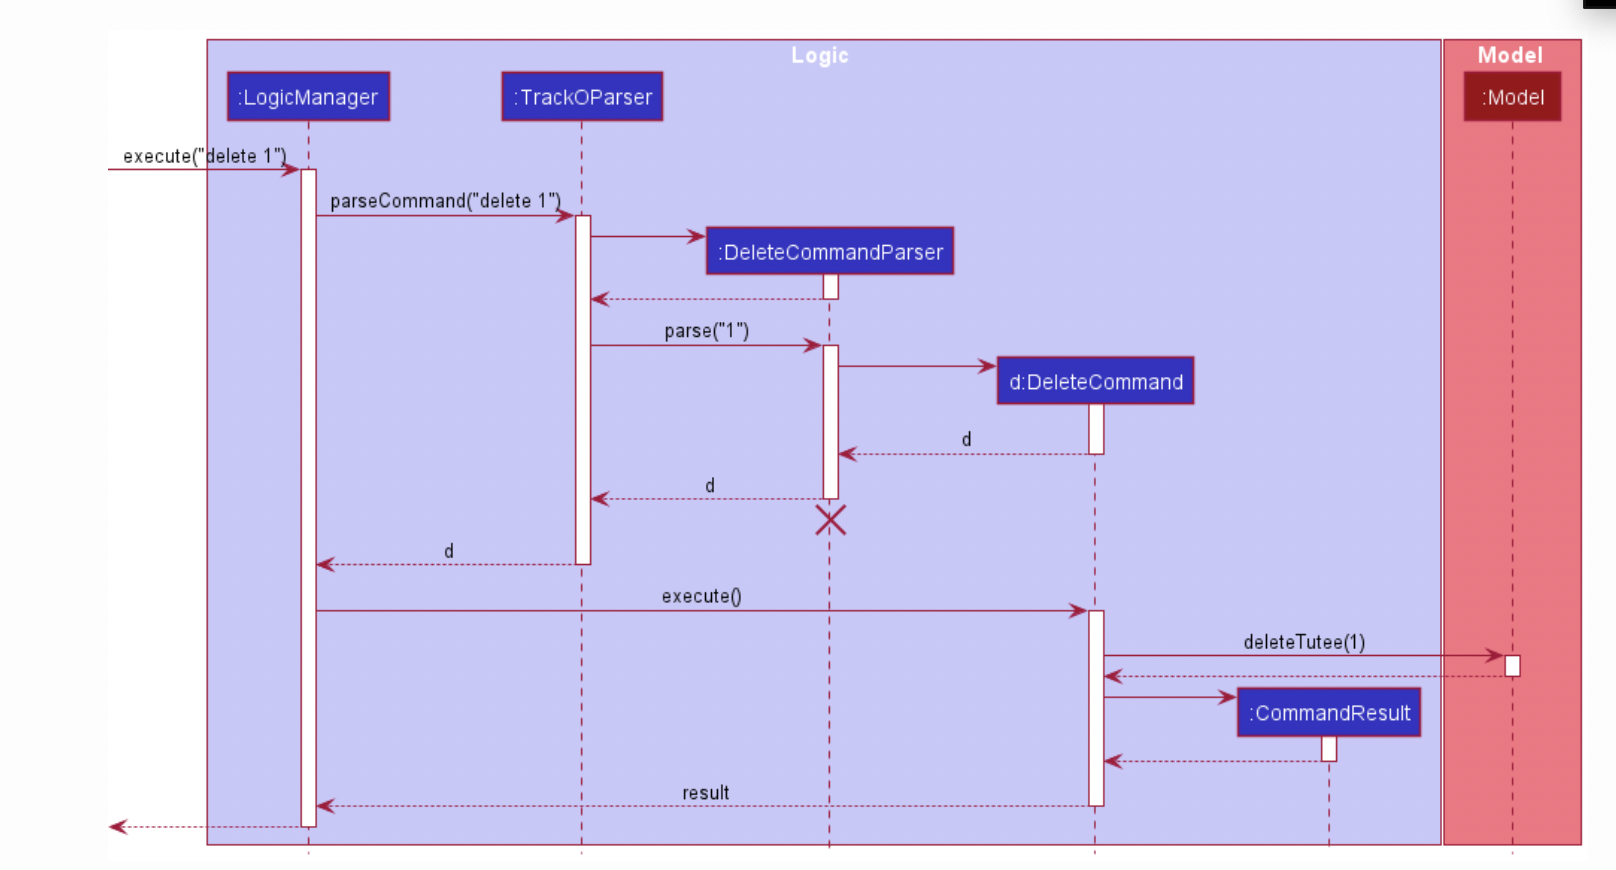 Logic
Model
:LogicManager
:TrackOParser
:Model
execute("delete 1")
parseCommand("delete 1")
:DeleteCommandParser
parse("1")
d:DeleteCommand
d
d
d
execute()
deleteTutee(1)
:CommandResult
result